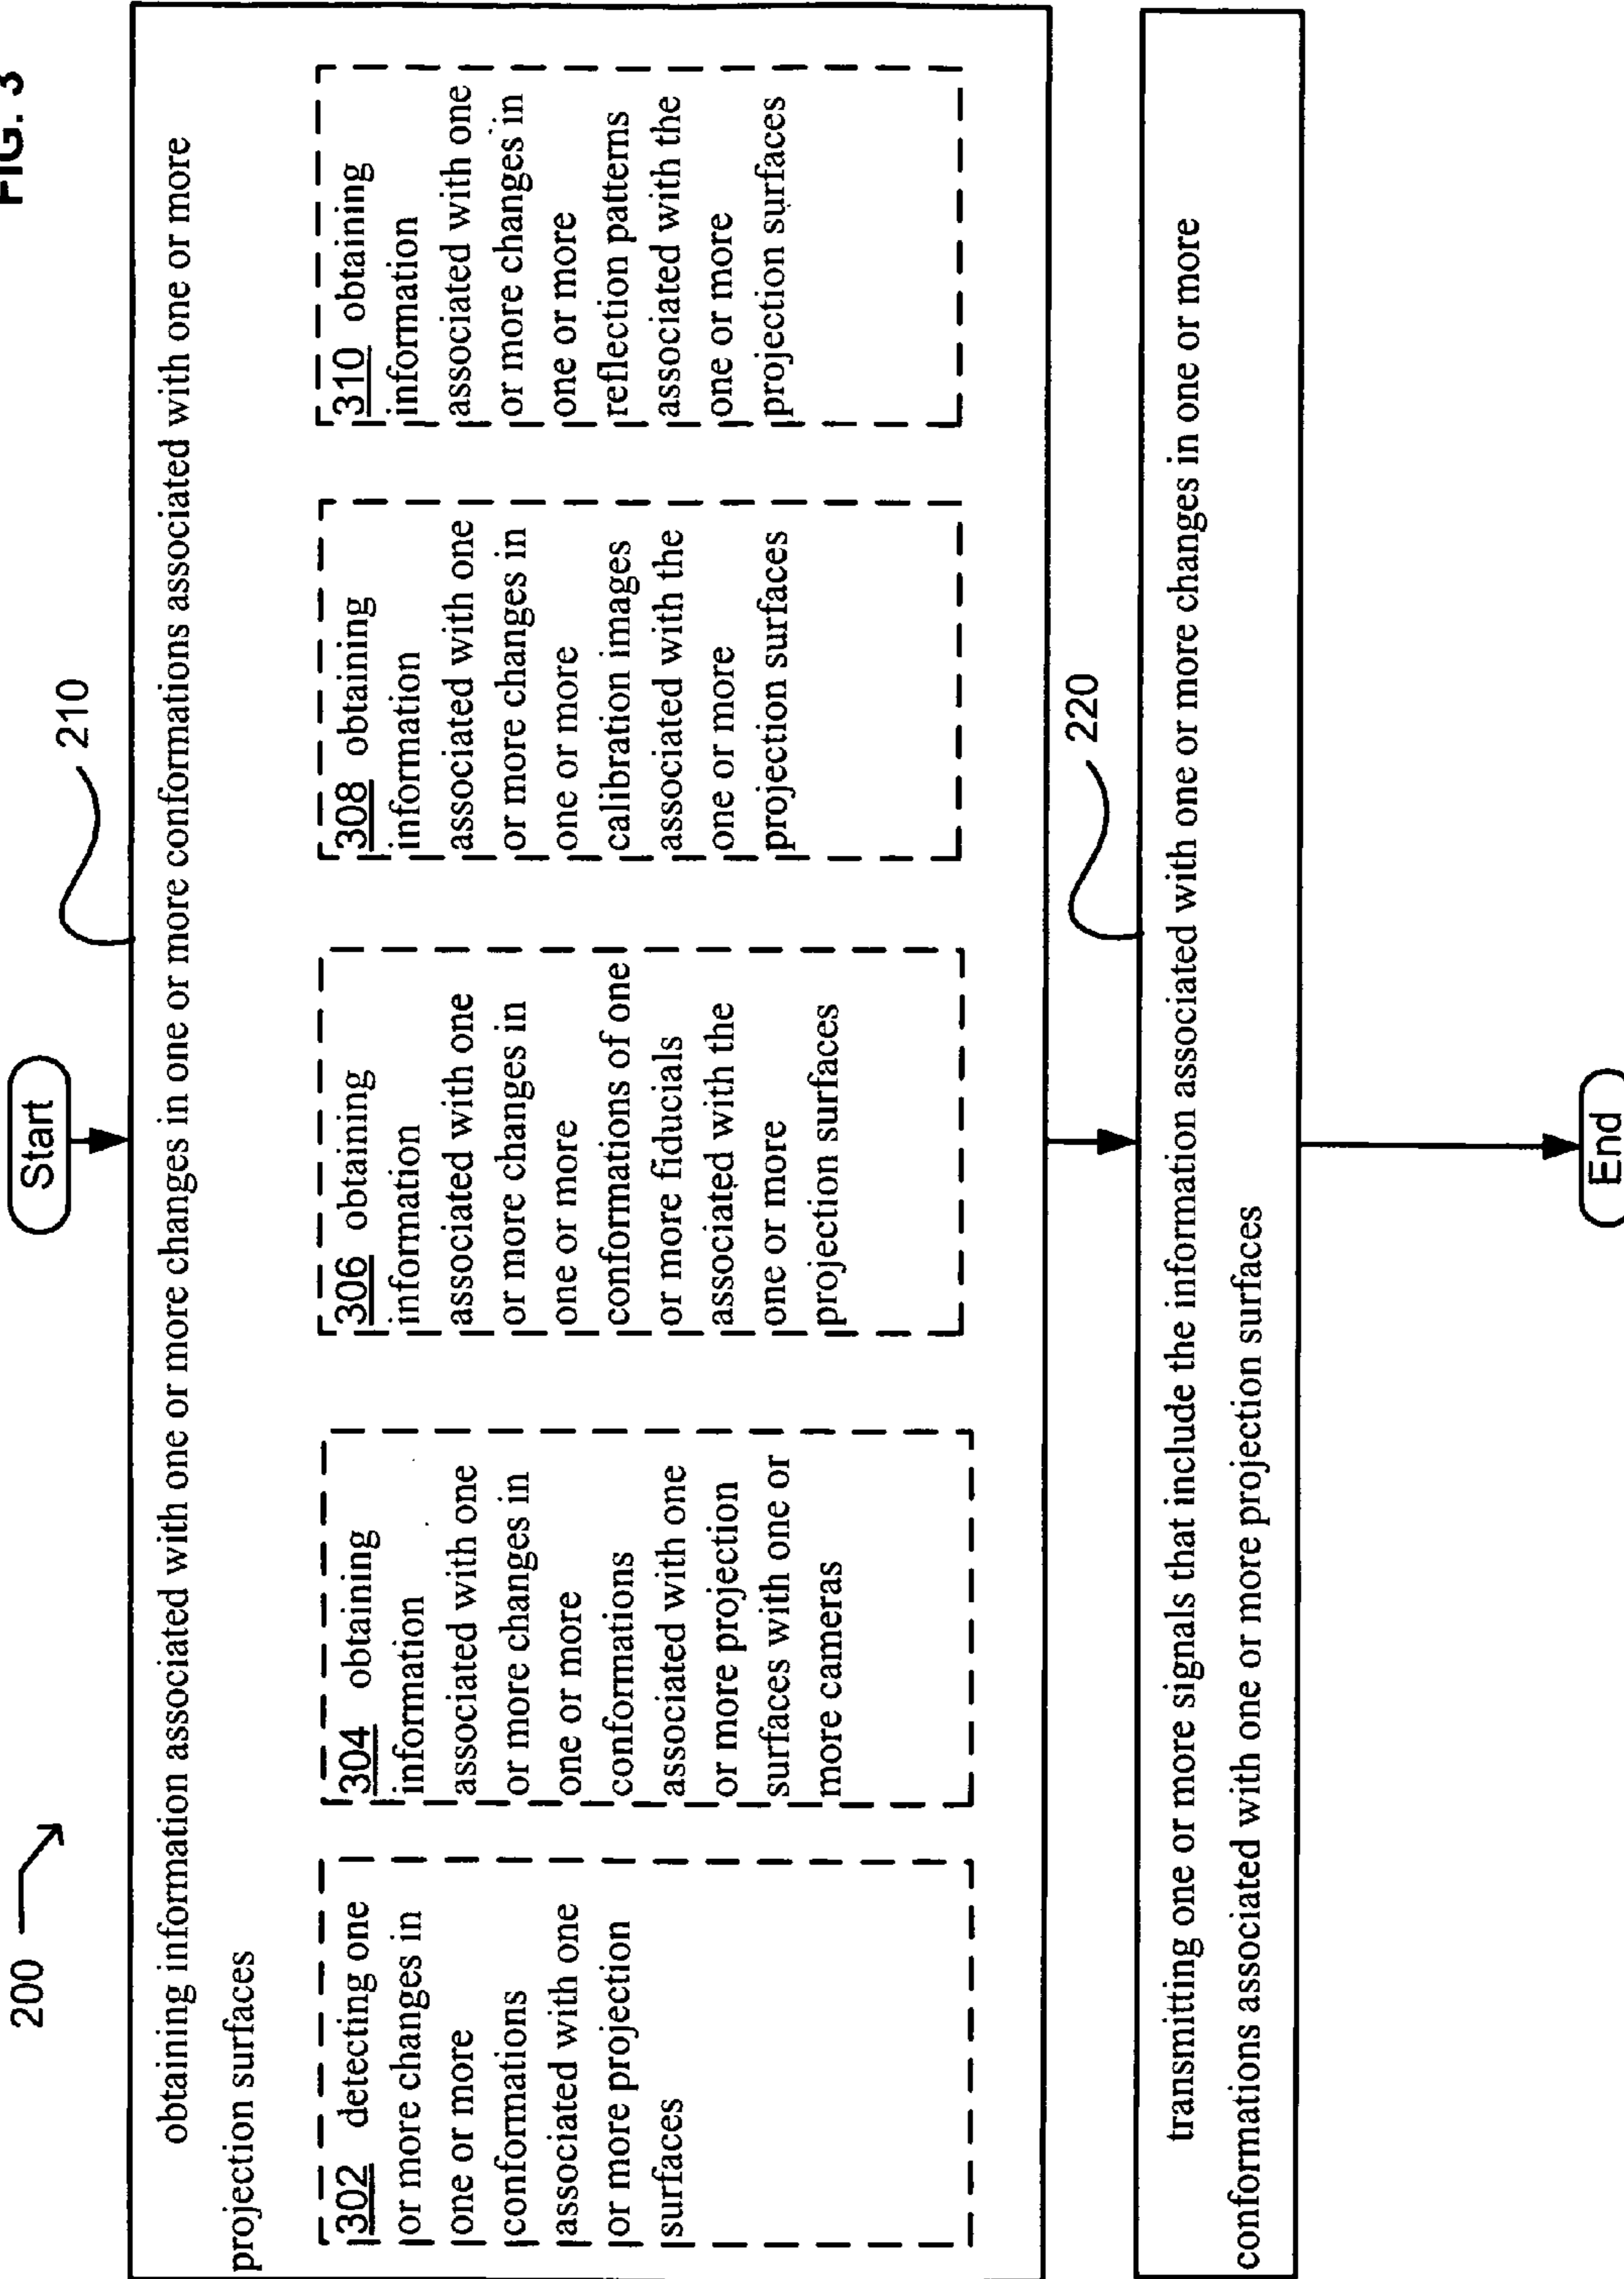 FIG. 3
200
Start
210
obtaining information associated with one or more changes in one or more conformations associated with one or more
projection surfaces
302 detecting one
or more changes in
one or more
conformations
associated with one
or more projection
surfaces
304 obtaining
information
associated with one
or more changes in
one or more
conformations
associated with one
or more projection
surfaces with one or
more cameras
306 obtaining
information
associated with one
or more changes in
one or more
conformations of one
or more fiducials
associated with the
one or more
projection surfaces
308 obtaining
information
associated with one
or more changes in
one or more
calibration images
associated with the
one or more
projection surfaces
310 obtaining
information
associated with one
or more changes in
one or more
reflection patterns
associated with the
one or more
projection surfaces
220
transmitting one or more signals that include the information associated with one or more changes in one or more
conformations associated with one or more projection surfaces
End